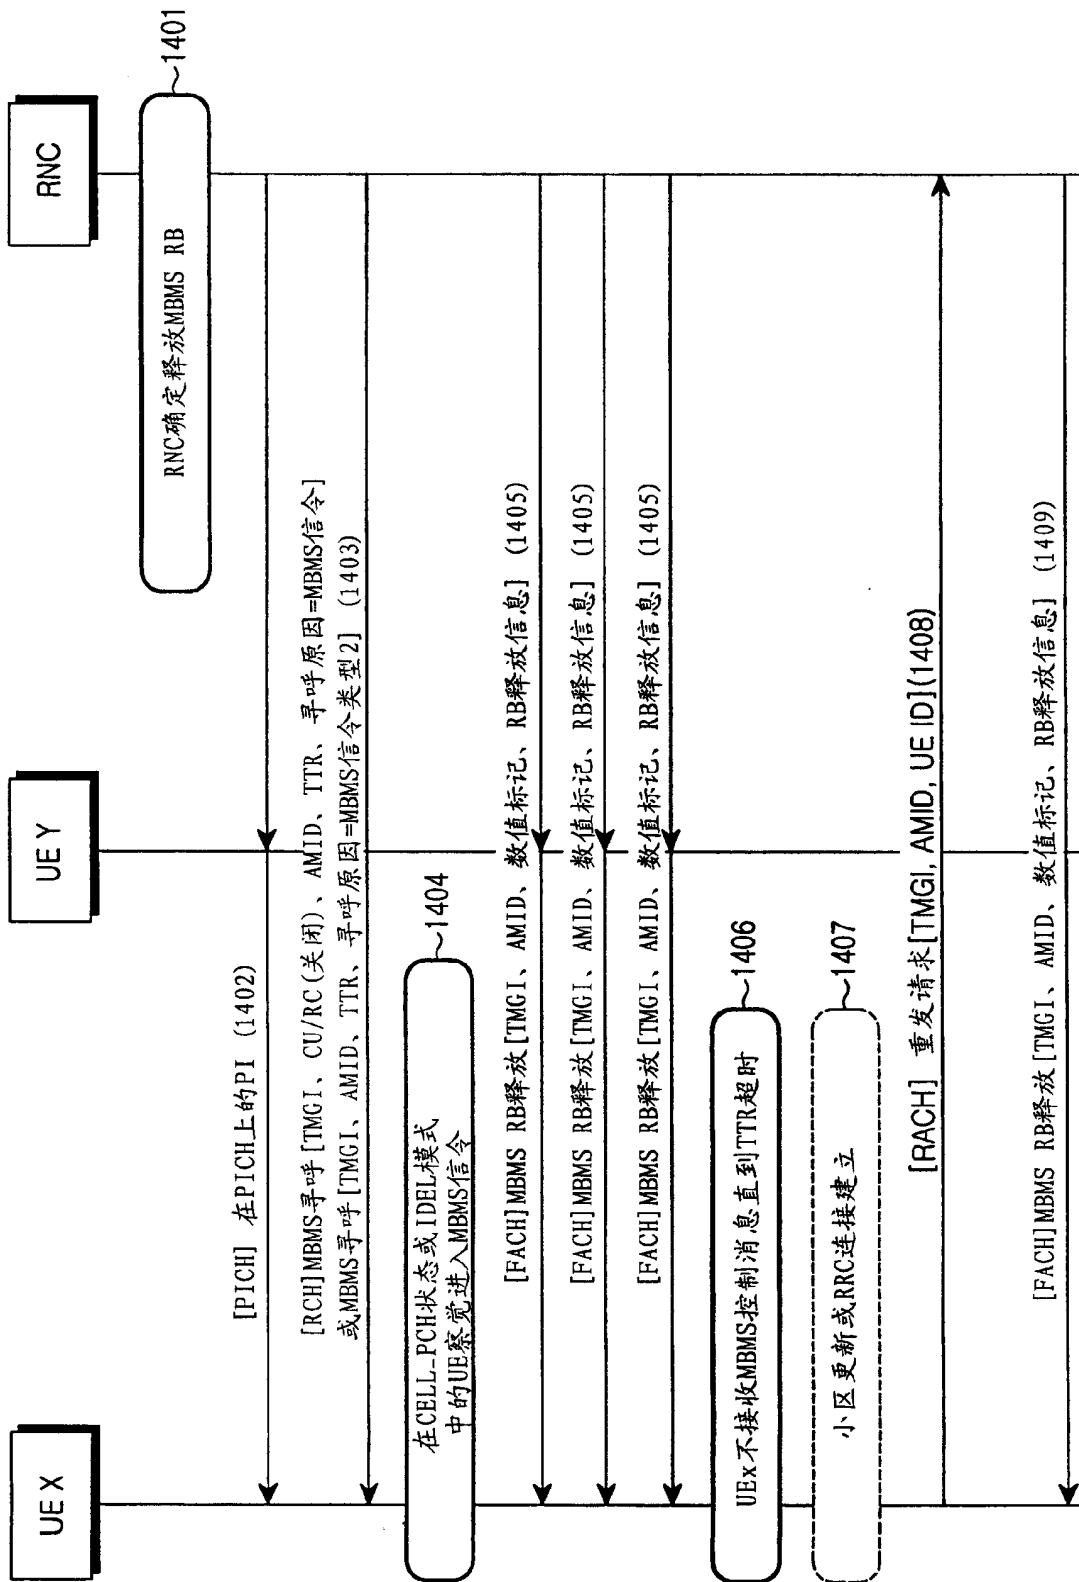 UE X
UE Y
RNC
RNC确定释放MBMS RB
1401
[PICH] 在PICH上的PI (1402)
[RCH]MBMS寻呼[TMGI、CU/RC(关闭)、AMID、TTR、寻呼原因=MBMS信令]
或MBMS寻呼[TMGI、AMID、TTR、寻呼原因=MBMS信令类型2] (1403)
在CELL_PCH状态或IDEL模式
中的UE察觉进入MBMS信令
1404
[FACH]MBMS RB释放[TMGI、AMID、数值标记、RB释放信息] (1405)
[FACH]MBMS RB释放[TMGI、AMID、数值标记、RB释放信息] (1405)
[FACH]MBMS RB释放[TMGI、AMID、数值标记、RB释放信息] (1405)
UEx不接收MBMS控制消息直到TTR超时
1406
小区更新或RRC连接建立
1407
[RACH] 重发请求[TMGI, AMID, UE ID](1408)
[FACH]MBMS RB释放[TMGI、AMID、数值标记、RB释放信息] (1409)